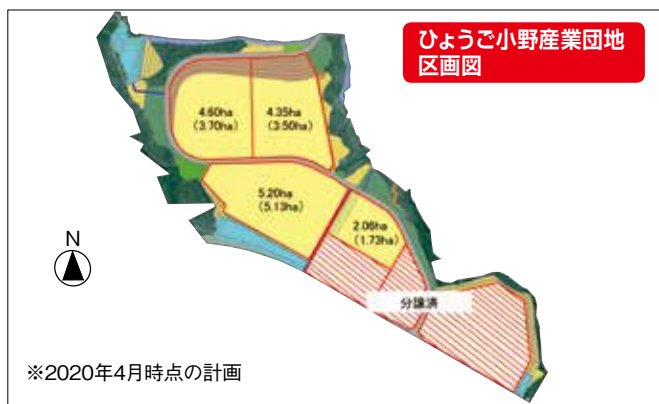 ひょうご小野産業団地
区画図
4.60ha
(3.70ha)
4.35ha
(3.50ha)
5.20ha
(5.13ha)
2.06ha
(1.73ha)
分譲済
N
※2020年4月時点の計画